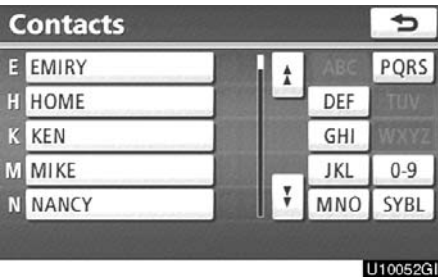 Contacts
E EMIRY ABC PQRS
H HOME DEF TUV
K KEN GHI WXYZ
M MIKE JKL 0-9
N NANCY MNO SYBL
U10052GI